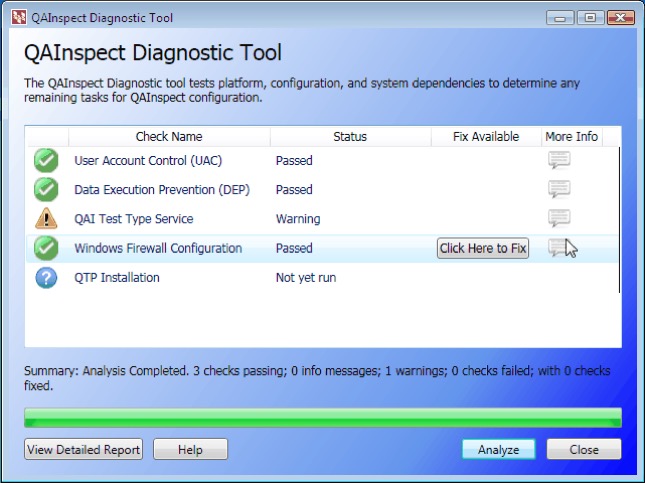 QAInspect Diagnostic Tool
QAInspect Diagnostic Tool
The QAInspect Diagnostic tool tests platform, configuration, and system dependencies to determine any
remaining tasks for QAInspect configuration.
Check Name Status Fix Available More Info
User Account Control (UAC) Passed
Data Execution Prevention (DEP) Passed
QAI Test Type Service Warning
Windows Firewall Configuration Passed Click Here to Fix
QTP Installation Not yet run
Summary: Analysis Completed. 3 checks passing; 0 info messages; 1 warnings; 0 checks failed; with 0 checks
fixed.
View Detailed Report Help Analyze Close